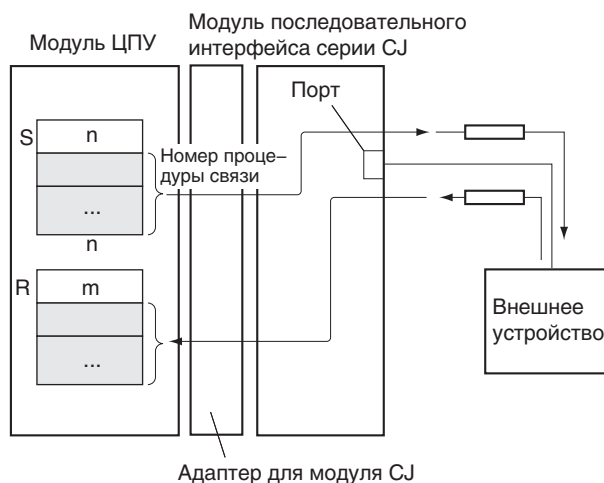 Модуль ЦПУ
Модуль последовательного
интерфейса серии CJ
Порт
S
n
Номер проце–
дуры связи
...
n
R
m
...
Внешнее
устройство
Адаптер для модуля CJ